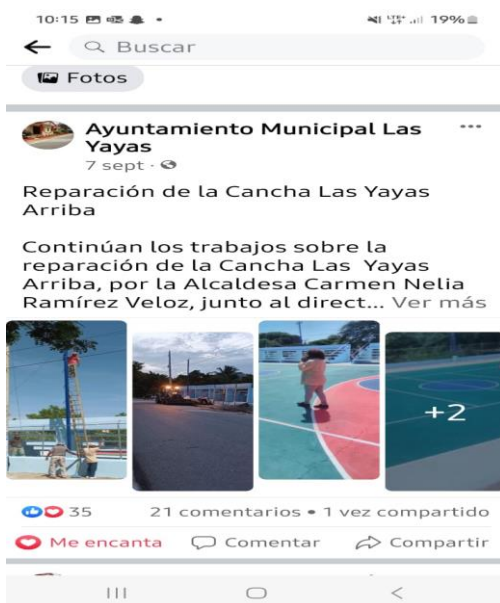 10:15
19%
Buscar
Fotos
Ayuntamiento Municipal Las
Yayas
7 sept ·
Reparación de la Cancha Las Yayas
Arriba
Continúan los trabajos sobre la
reparación de la Cancha Las Yayas
Arriba, por la Alcaldesa Carmen Nelia
Ramírez Veloz, junto al direct... Ver más
+2
35 21 comentarios • 1 vez compartido
Me encanta Comentar Compartir